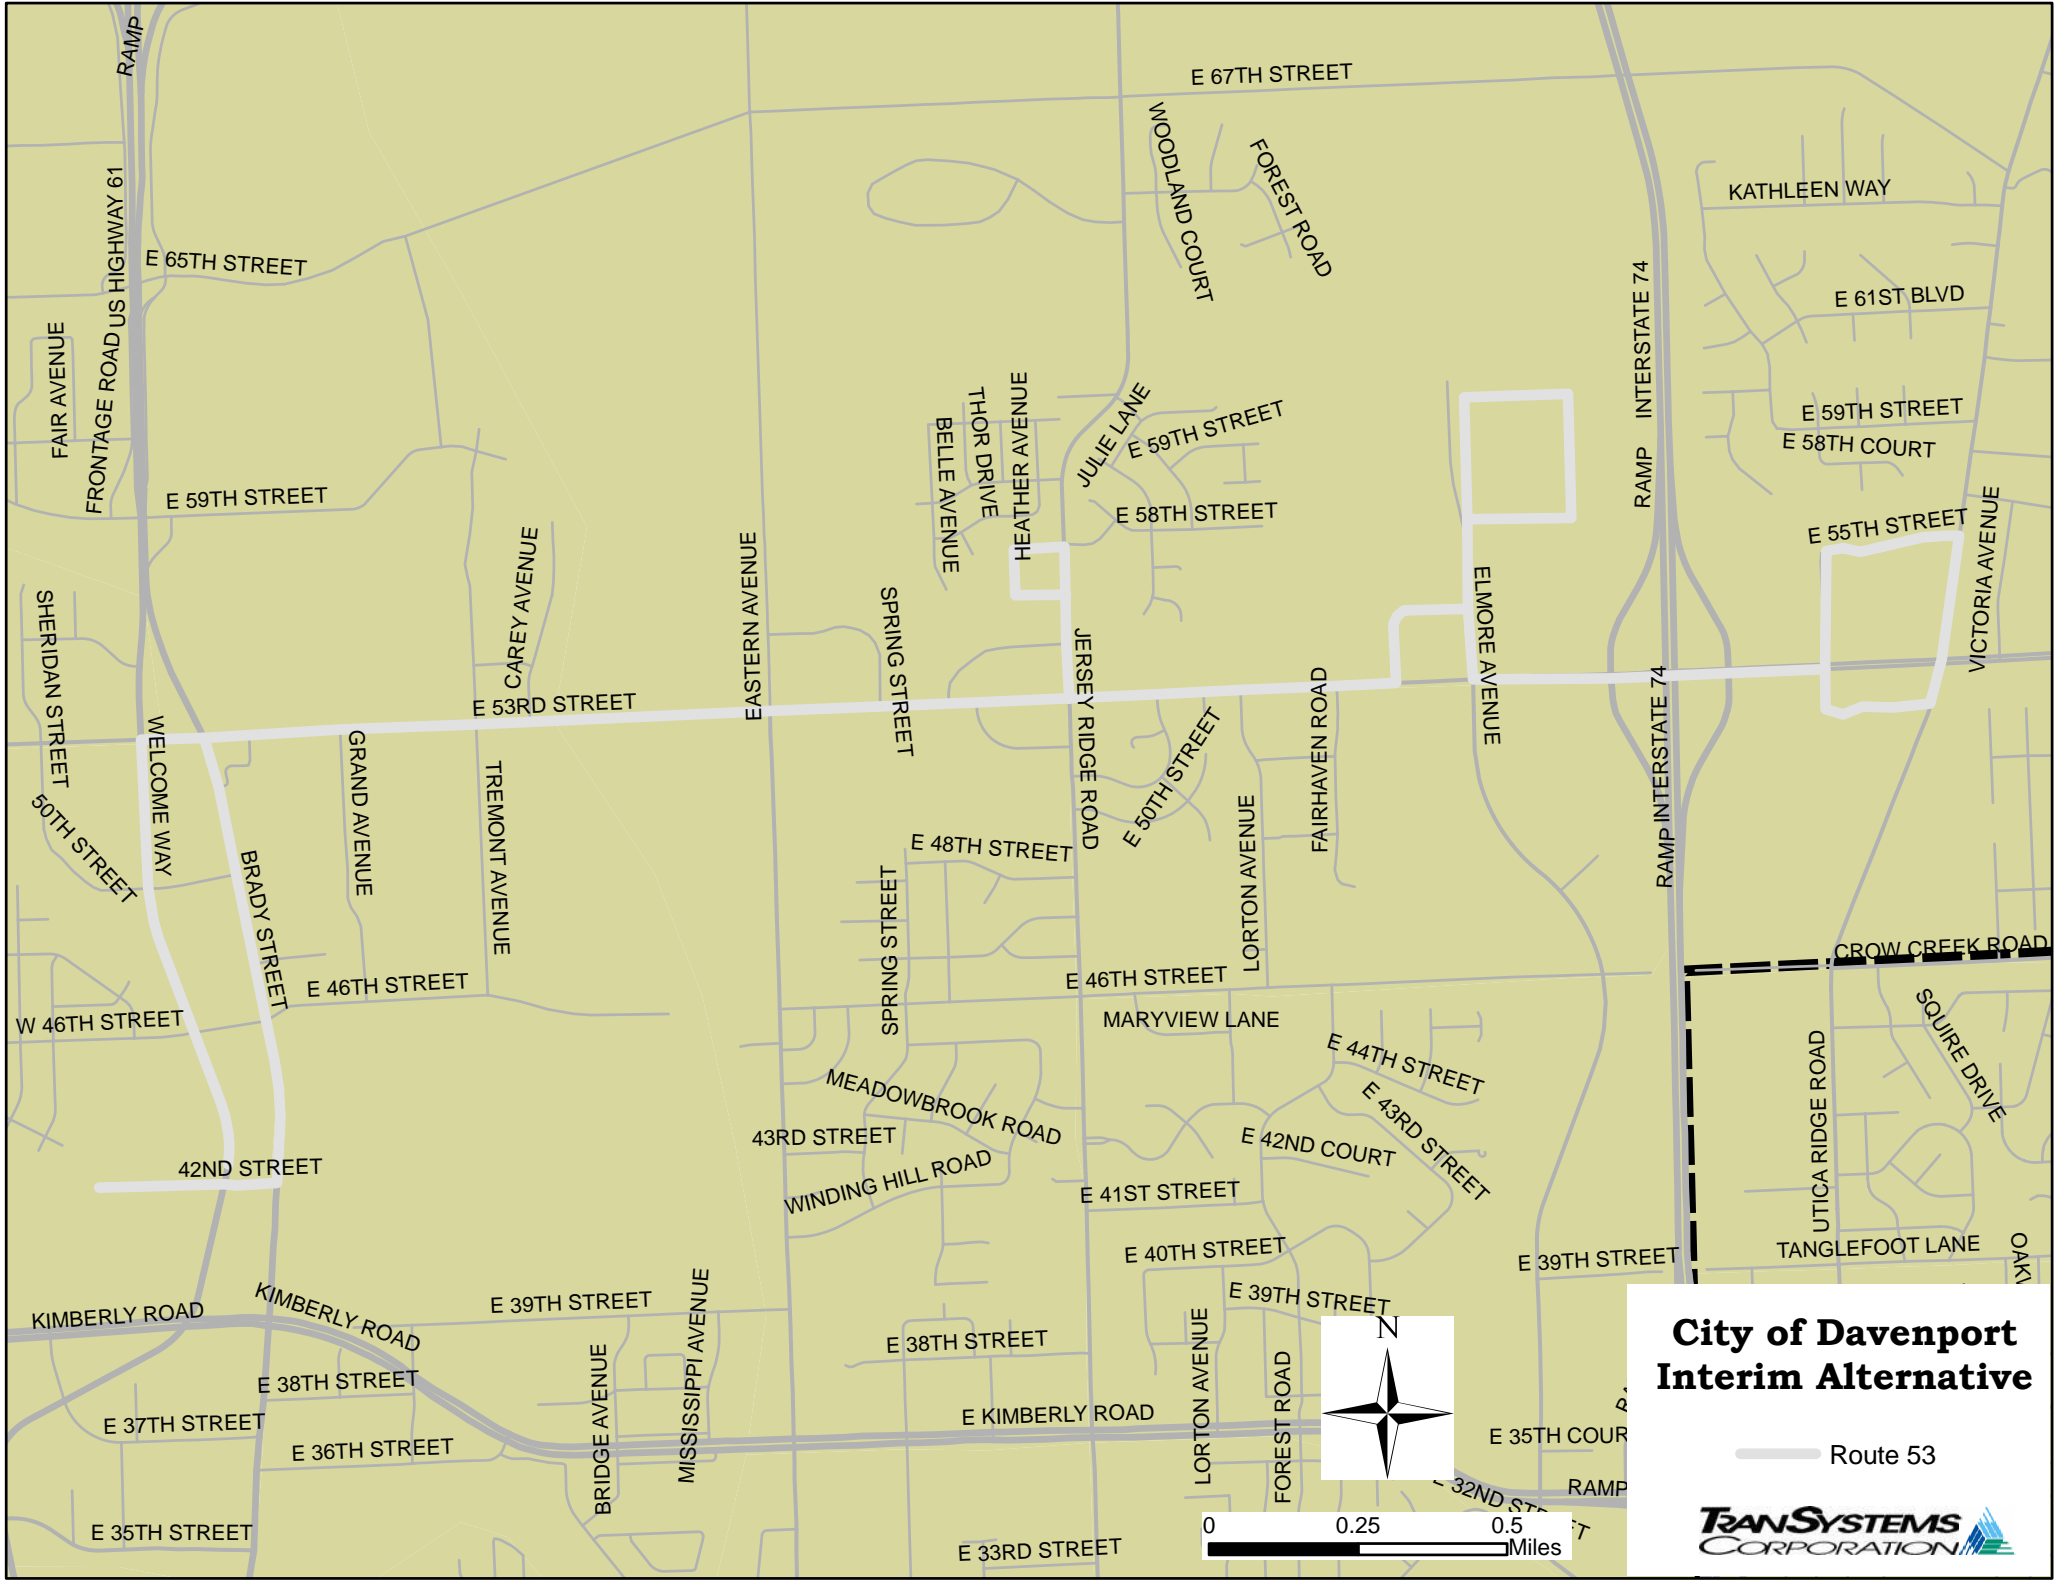 RAMP
E 67TH STREET
WOODLAND COURT
FOREST ROAD
KATHLEEN WAY
US HIGHWAY 61
E 65TH STREET
INTERSTATE 74
E 61ST BLVD
FAIR AVENUE
FRONTAGE ROAD
HEATHER AVENUE
THOR DRIVE
JULIE LANE
E 59TH STREET
BELLE AVENUE
E 59TH STREET
E 58TH COURT
RAMP
E 59TH STREET
E 58TH STREET
E 55TH STREET
VICTORIA AVENUE
CAREY AVENUE
EASTERN AVENUE
SHERIDAN STREET
SPRING STREET
ELMORE AVENUE
JERSEY RIDGE ROAD
E 53RD STREET
FAIRHAVEN ROAD
INTERSTATE 74
RAMP
WELCOME WAY
GRAND AVENUE
TREMONT AVENUE
E 50TH STREET
50TH STREET
LORTON AVENUE
E 48TH STREET
BRADY STREET
SPRING STREET
CROW CREEK ROAD
E 46TH STREET
E 46TH STREET
W 46TH STREET
MARYVIEW LANE
SQUIRE DRIVE
E 44TH STREET
UTICA RIDGE ROAD
MEADOWBROOK ROAD
E 43RD STREET
43RD STREET
E 42ND COURT
42ND STREET
WINDING HILL ROAD
E 41ST STREET
E 40TH STREET
E 39TH STREET
TANGLEFOOT LANE
KIMBERLY ROAD
KIMBERLY ROAD
E 39TH STREET
MISSISSIPPI AVENUE
E 39TH STREET
E 38TH STREET
LORTON AVENUE
FOREST ROAD
BRIDGE AVENUE
E 38TH STREET
E 37TH STREET
E KIMBERLY ROAD
E 36TH STREET
E 35TH COUR
RAMP
E 35TH STREET
E 33RD STREET
N
0 0.25 0.5
Miles
City of Davenport
Interim Alternative
Route 53
TRANSYSTEMS
CORPORATION